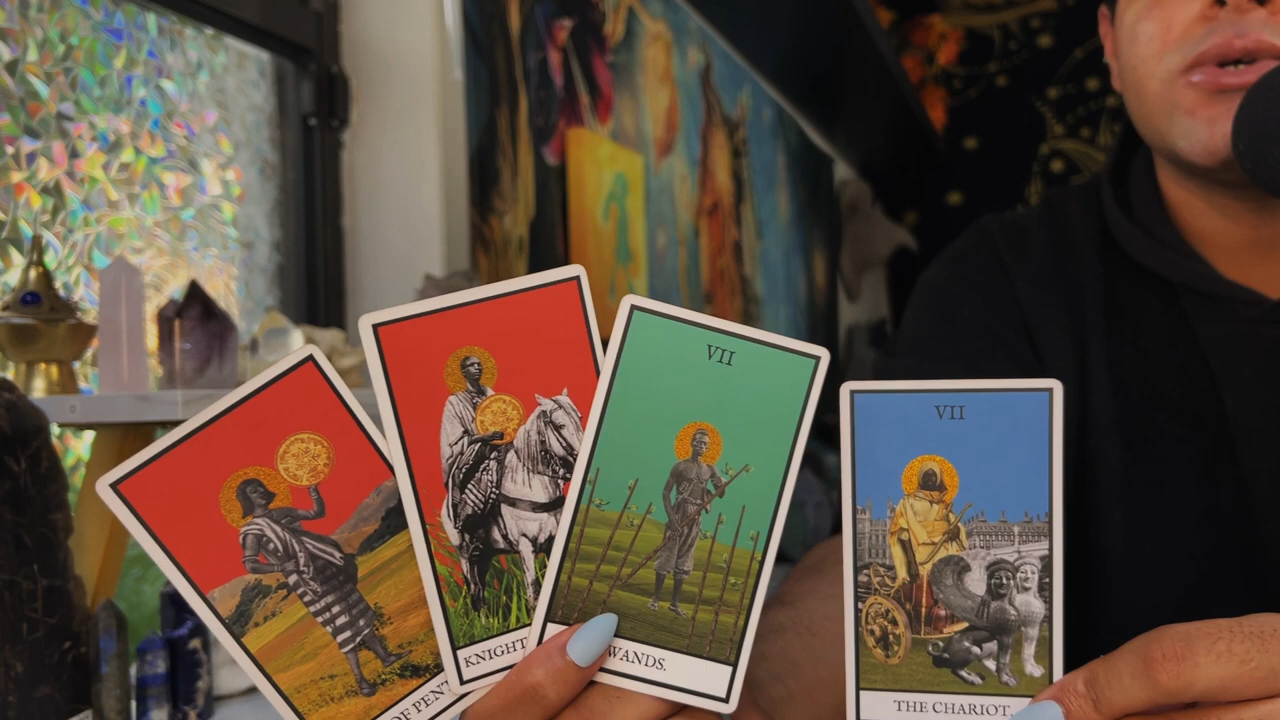 OF PENT
KNIGHT
VII
WANDS.
VII
THE CHARIOT.